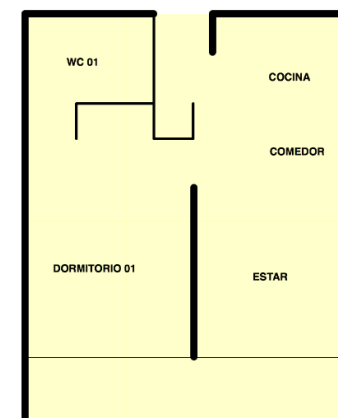 WC 01
COCINA
COMEDOR
DORMITORIO 01
ESTAR